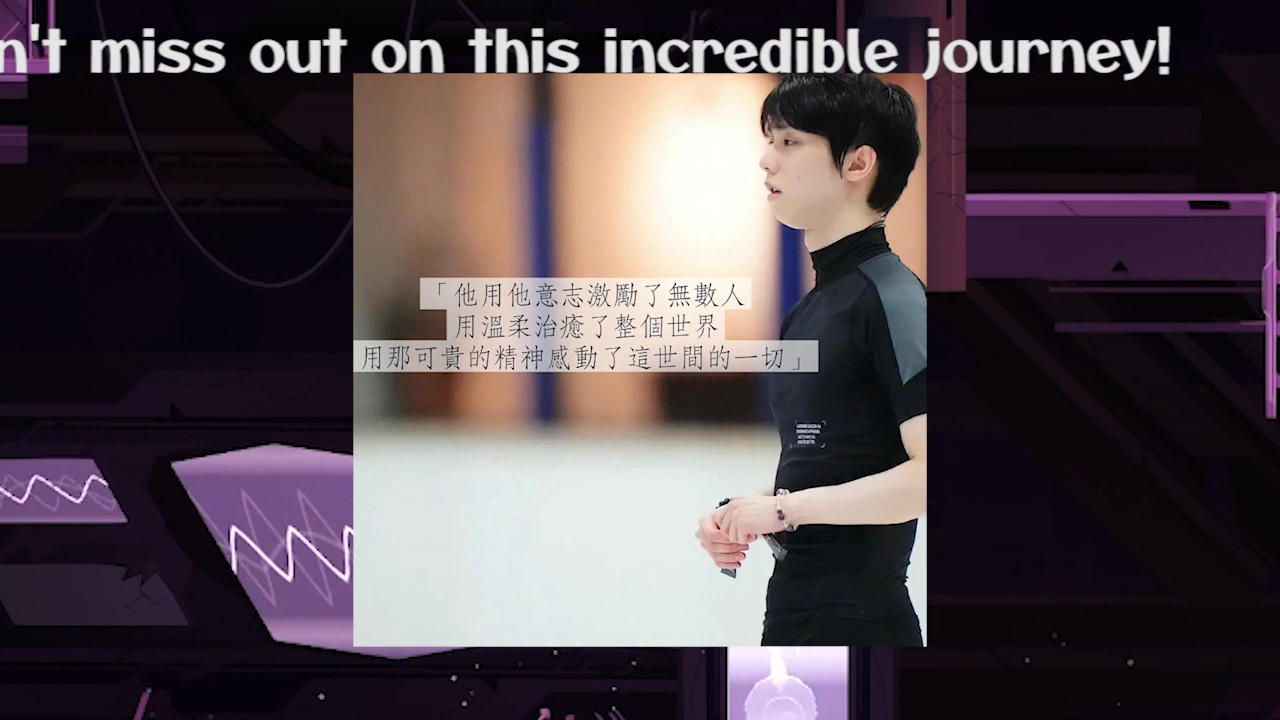 n't miss out on this incredible journey!
「他用他意志激勵了無數人
用溫柔治癒了整個世界
用那可貴的精神感動了這世間的一切」